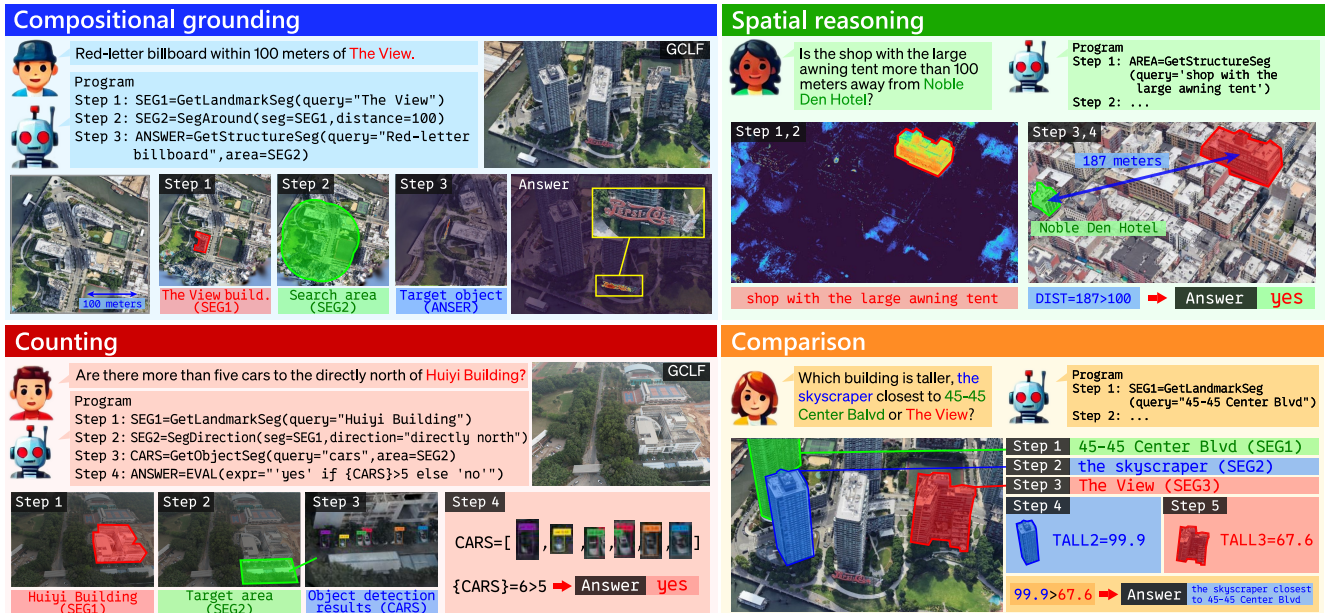 Compositional grounding
Red-letter billboard within 100 meters of The View.
Program
Step 1: SEG1=GetLandmarkSeg(query="The View")
Step 2: SEG2=SegAround(seg=SEG1,distance=100)
Step 3: ANSWER=GetStructureSeg(query="Red-letter
billboard",area=SEG2)
GCLF
100 meters
Step 1
The View build.
(SEG1)
Step 2
Search area
(SEG2)
Step 3
Target object
(ANSER)
Answer
Pepsi-Cola
Spatial reasoning
Is the shop with the large
awning tent more than 100
meters away from Noble
Den Hotel?
Program
Step 1: AREA=GetStructureSeg
(query='shop with the
large awning tent')
Step 2: ...
Step 1,2
shop with the large awning tent
Step 3,4
187 meters
Noble Den Hotel
DIST=187>100
Answer
yes
Counting
Are there more than five cars to the directly north of Huiyi Building?
Program
Step 1: SEG1=GetLandmarkSeg(query="Huiyi Building")
Step 2: SEG2=SegDirection(seg=SEG1,direction="directly north")
Step 3: CARS=GetObjectSeg(query="cars",area=SEG2)
Step 4: ANSWER=EVAL(expr="'yes' if {CARS}>5 else 'no'")
GCLF
Step 1
Huiyi Building
(SEG1)
Step 2
Target area
(SEG2)
Step 3
Object detection
results (CARS)
Step 4
CARS=[ , , , , , ]
{CARS}=6>5
Answer
yes
Comparison
Which building is taller, the
skyscraper closest to 45-45
Center Balvd or The View?
Program
Step 1: SEG1=GetLandmarkSeg
(query="45-45 Center Blvd")
Step 2: ...
Step 1 45-45 Center Blvd (SEG1)
Step 2 the skyscraper (SEG2)
Step 3 The View (SEG3)
Step 4
TALL2=99.9
Step 5
TALL3=67.6
99.9>67.6
Answer
the skyscraper closest
to 45-45 Center Blvd